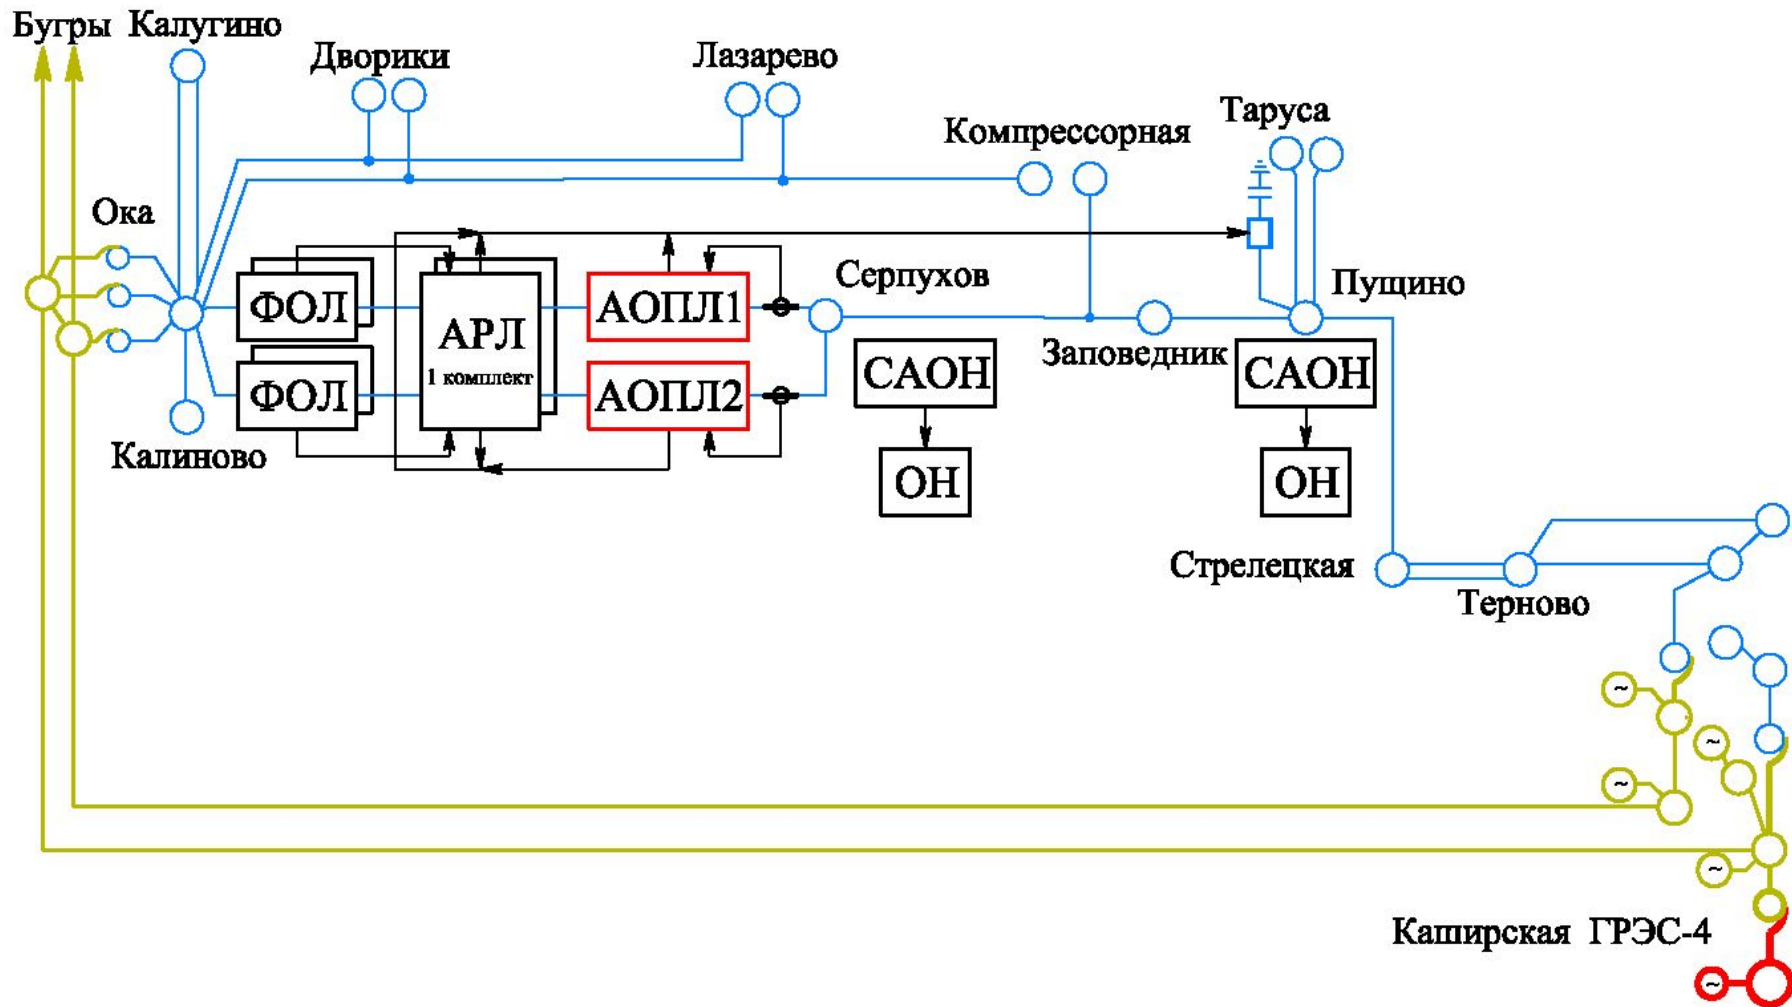 Бугры Калугино
Дворики
Лазарево
Таруса
Компрессорная
Ока
Серпухов
Пущино
ФОЛ
АРЛ
1 комплект
АОПЛ1
Заповедник
САОН
САОН
ФОЛ
АОПЛ2
Калиново
ОН
ОН
Стрелецкая
Терново
~
~
~
~
Каширская ГРЭС-4
~